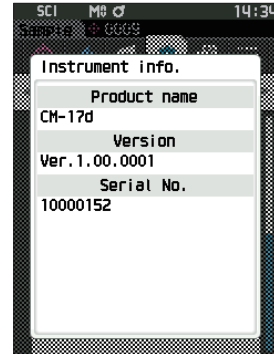 SCI M0 14:34
Sample 0009
Instrument info.
Product name
CM-17d
Version
Ver.1.00.0001
Serial No.
10000152